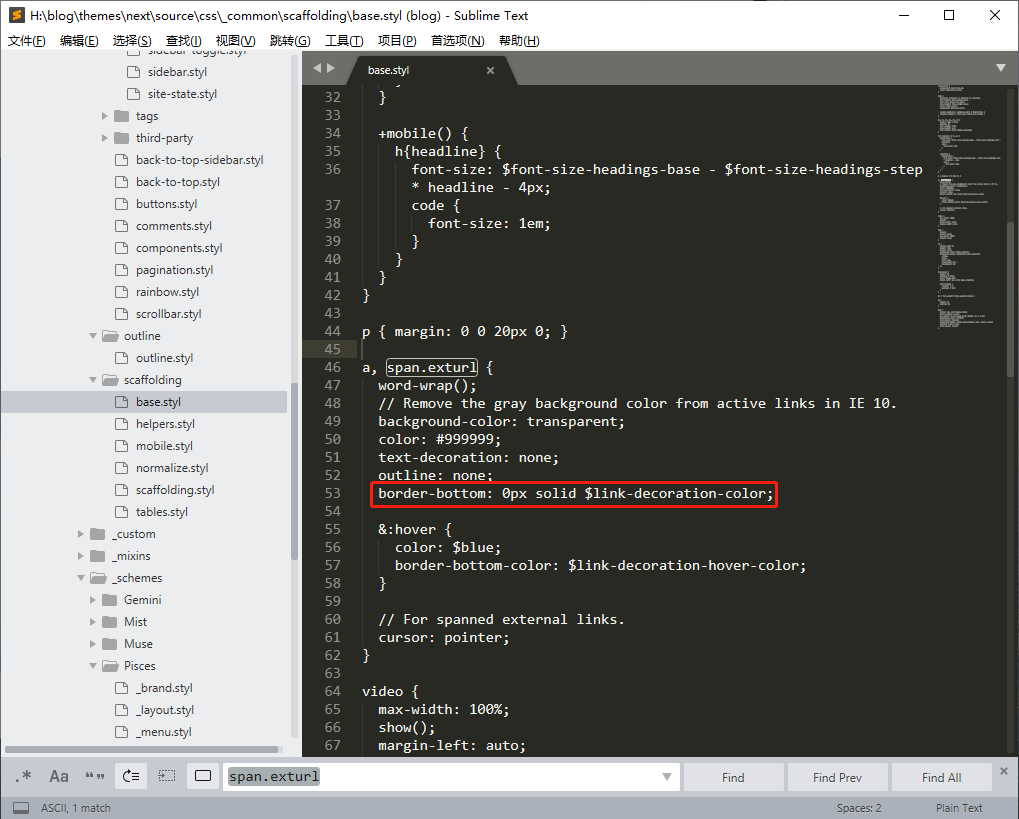 H:\blog\themes\next\source\css\_common\scaffolding\base.styl (blog) - Sublime Text
文件(F) 编辑(E) 选择(S) 查找(I) 视图(V) 跳转(G) 工具(T) 项目(P) 首选项(N) 帮助(H)
sidebar-toggle.styl
sidebar.styl
site-state.styl
tags
third-party
back-to-top-sidebar.styl
back-to-top.styl
buttons.styl
comments.styl
components.styl
pagination.styl
rainbow.styl
scrollbar.styl
outline
outline.styl
scaffolding
base.styl
helpers.styl
mobile.styl
normalize.styl
scaffolding.styl
tables.styl
_custom
_mixins
_schemes
Gemini
Mist
Muse
Pisces
_brand.styl
_layout.styl
_menu.styl
base.styl ×
32 }
33
34 +mobile() {
35 h{headline} {
36 font-size: $font-size-headings-base - $font-size-headings-step
* headline - 4px;
37 code {
38 font-size: 1em;
39 }
40 }
41 }
42 }
43
44 p { margin: 0 0 20px 0; }
45
46 a, span.exturl {
47 word-wrap();
48 // Remove the gray background color from active links in IE 10.
49 background-color: transparent;
50 color: #999999;
51 text-decoration: none;
52 outline: none;
53 border-bottom: 0px solid $link-decoration-color;
54
55 &:hover {
56 color: $blue;
57 border-bottom-color: $link-decoration-hover-color;
58 }
59
60 // For spanned external links.
61 cursor: pointer;
62 }
63
64 video {
65 max-width: 100%;
66 show();
67 margin-left: auto;
.* Aa “” span.exturl Find Find Prev Find All ×
ASCII, 1 match Spaces: 2 Plain Text